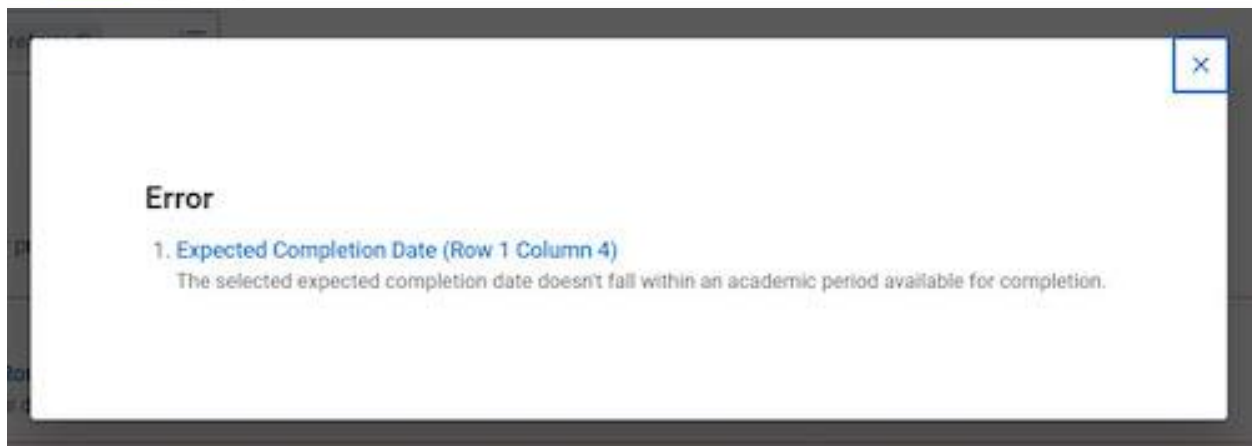 Error
1. Expected Completion Date (Row 1 Column 4)
The selected expected completion date doesn't fall within an academic period available for completion.